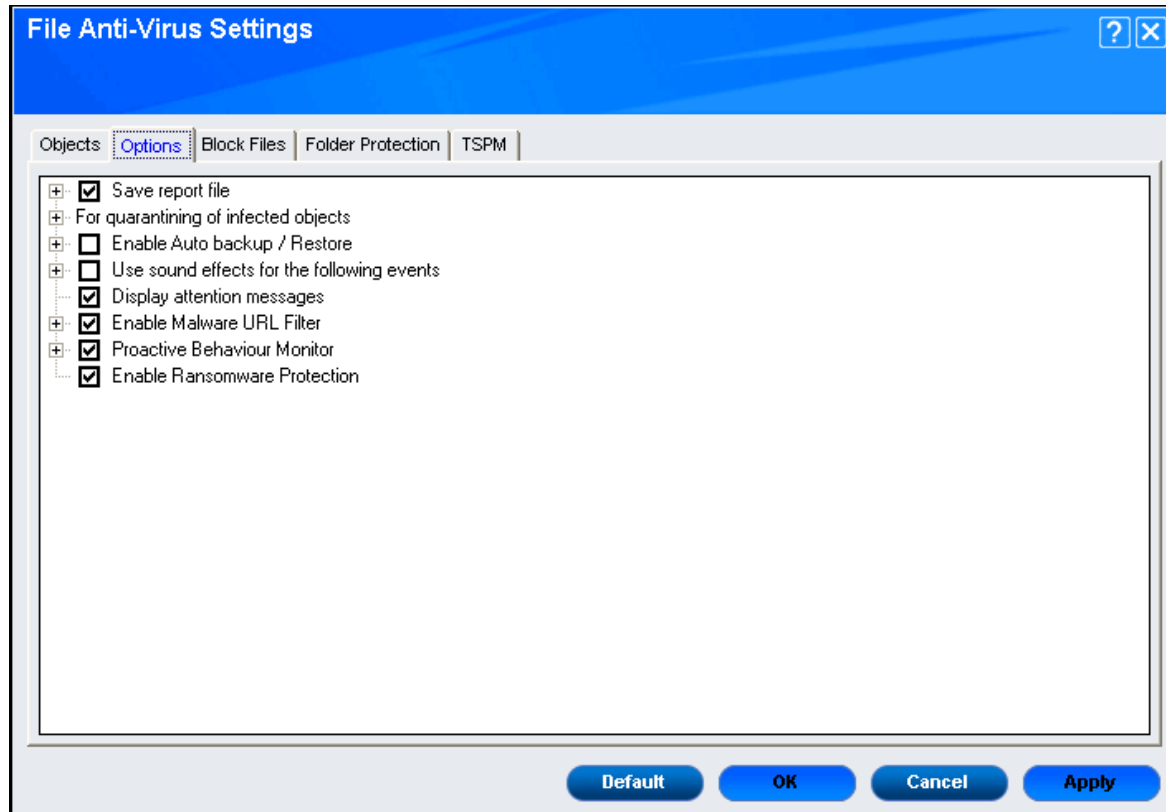 File Anti-Virus Settings
?
Objects Options Block Files Folder Protection TSPM
Save report file
For quarantining of infected objects
Enable Auto backup / Restore
Use sound effects for the following events
Display attention messages
Enable Malware URL Filter
Proactive Behaviour Monitor
Enable Ransomware Protection
Default OK Cancel Apply